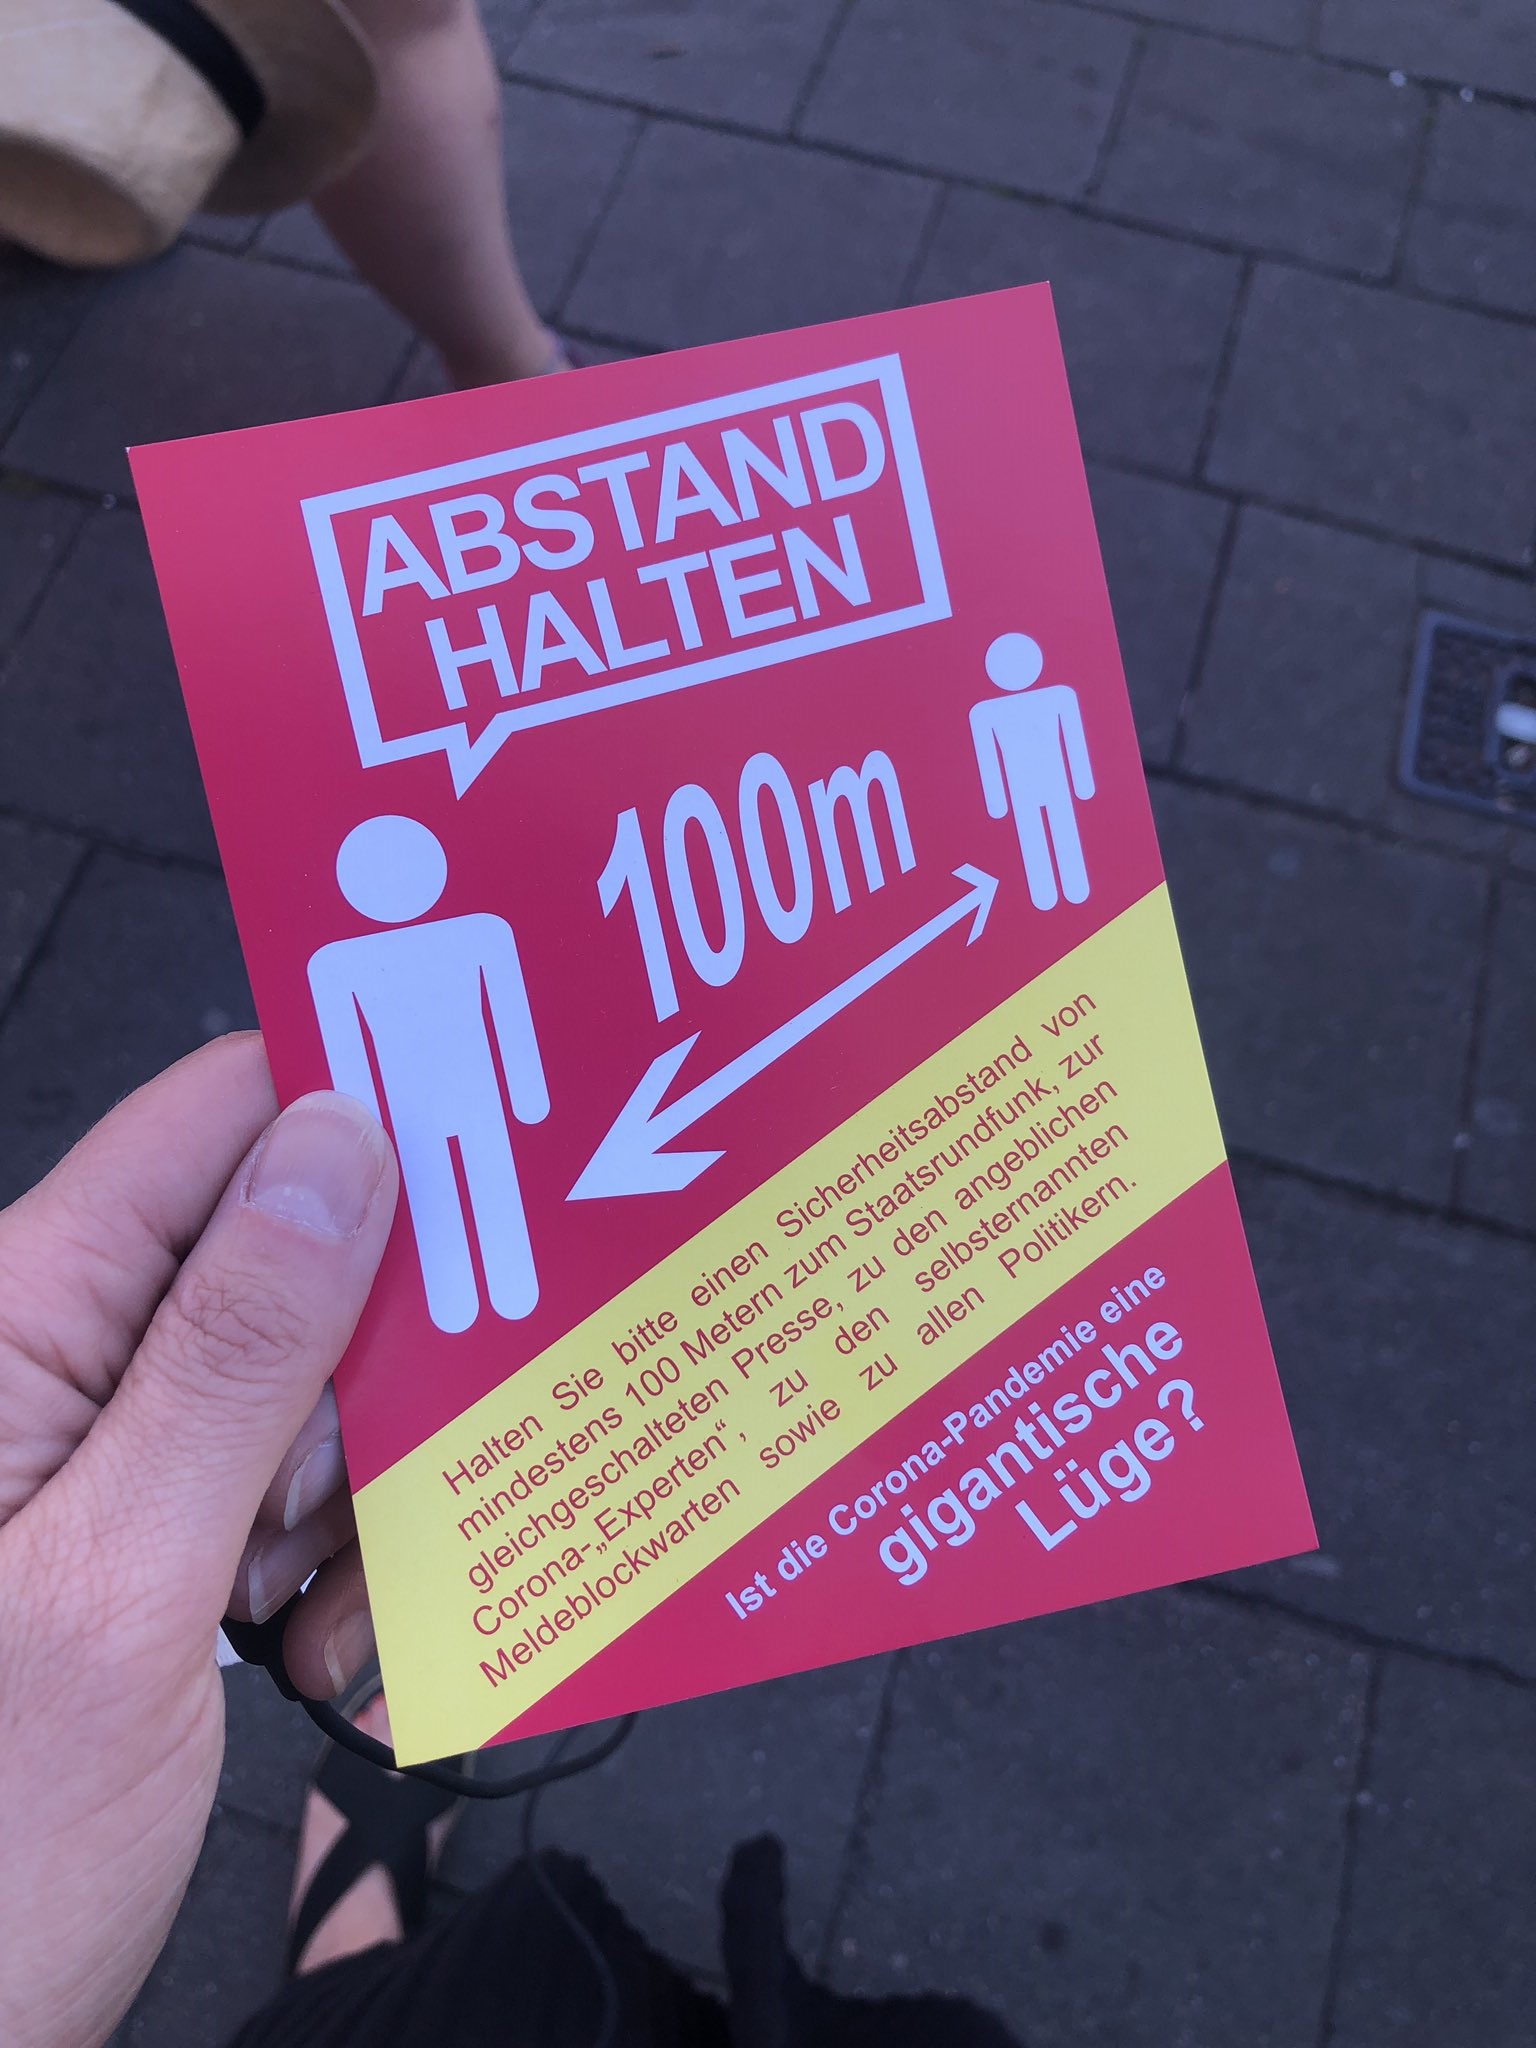 ABSTAND
HALTEN
100m
Halten Sie bitte einen Sicherheitsabstand von
mindestens 100 Metern zum Staatsrundfunk, zur
gleichgeschalteten Presse, zu den angeblichen
Corona-„Experten“, zu den selbsternannten
Meldeblockwarten sowie zu allen Politikern.
Ist die Corona-Pandemie eine
gigantische
Lüge?